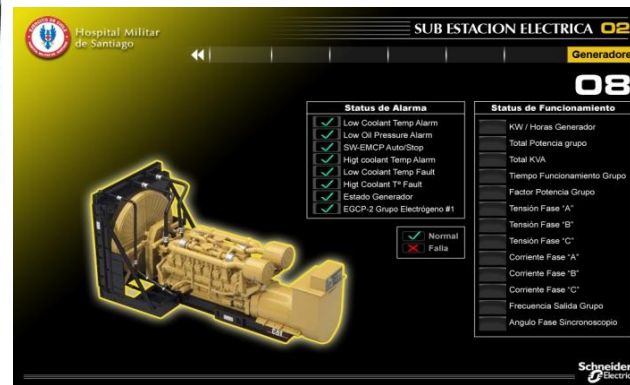 Hospital Militar
de Santiago
SUB ESTACION ELECTRICA 02
Generadore
08
Status de Alarma
Low Coolant Temp Alarm
Low Oil Pressure Alarm
SW-EMCP Auto/Stop
Higt coolant Temp Alarm
Low Coolant Temp Fault
Higt Coolant Tº Fault
Estado Generador
EGCP-2 Grupo Electrógeno #1
Normal
Falla
Status de Funcionamiento
KW / Horas Generador
Total Potencia grupo
Total KVA
Tiempo Funcionamiento Grupo
Factor Potencia Grupo
Tensión Fase "A"
Tensión Fase "B"
Tensión Fase "C"
Corriente Fase "A"
Corriente Fase "B"
Corriente Fase "C"
Frecuencia Salida Grupo
Angulo Fase Sincronoscopio
Schneider
Electric